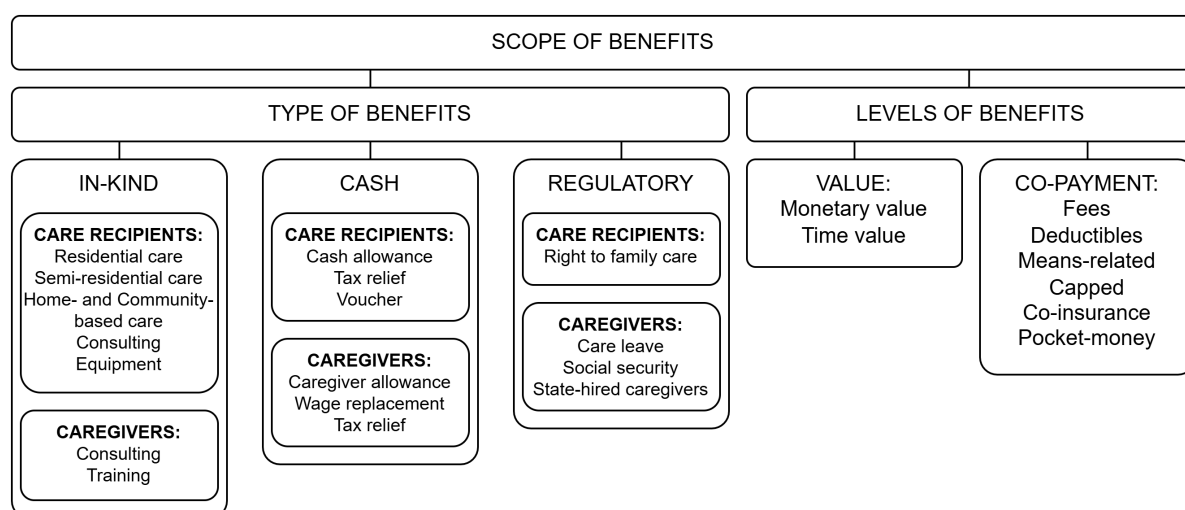 SCOPE OF BENEFITS
TYPE OF BENEFITS
LEVELS OF BENEFITS
IN-KIND
CARE RECIPIENTS:
Residential care
Semi-residential care
Home- and Community-
based care
Consulting
Equipment
CAREGIVERS:
Consulting
Training
CASH
CARE RECIPIENTS:
Cash allowance
Tax relief
Voucher
CAREGIVERS:
Caregiver allowance
Wage replacement
Tax relief
REGULATORY
CARE RECIPIENTS:
Right to family care
CAREGIVERS:
Care leave
Social security
State-hired caregivers
VALUE:
Monetary value
Time value
CO-PAYMENT:
Fees
Deductibles
Means-related
Capped
Co-insurance
Pocket-money